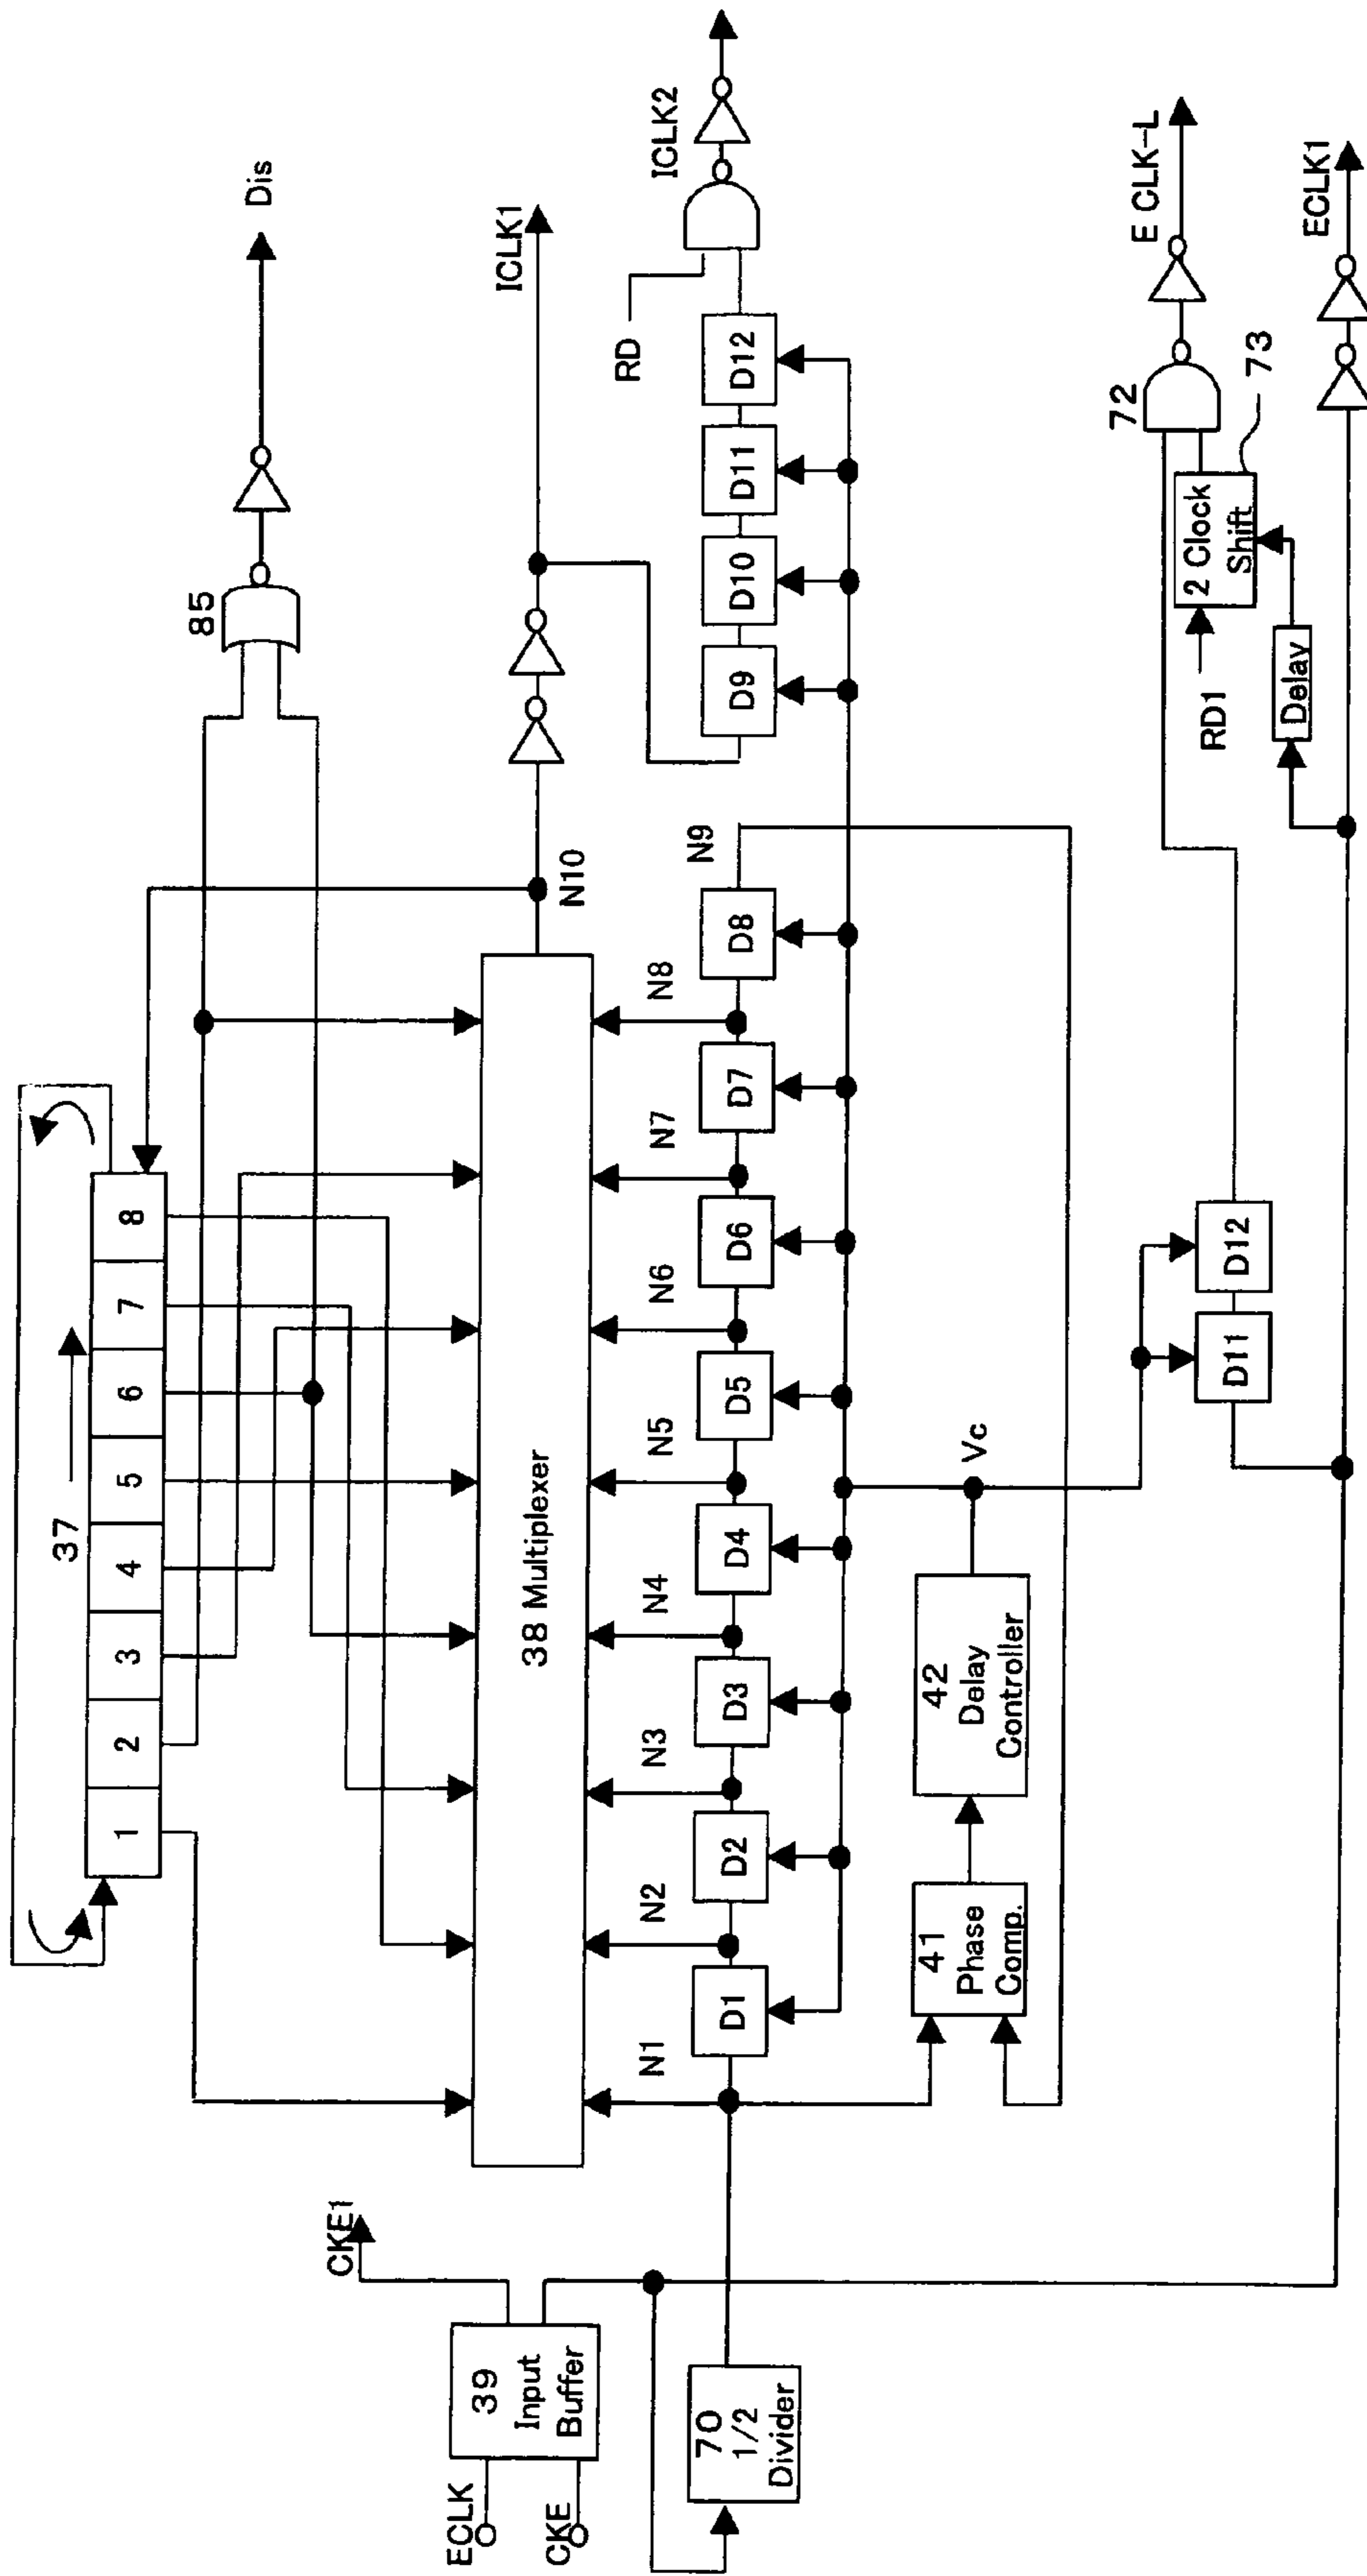 37
1
2
3
4
5
6
7
8
85
Dis
ECLK
CKE
39
Input
Buffer
CKE1
38 Multiplexer
N10
ICLK1
N1
N2
N3
N4
N5
N6
N7
N8
N9
D1
D2
D3
D4
D5
D6
D7
D8
D9
D10
D11
D12
RD
ICLK2
70
1/2
Divider
41
Phase
Comp.
42
Delay
Controller
Vc
D11
D12
RD1
2 Clock
Shift
73
72
E CLK-L
Delay
ECLK1